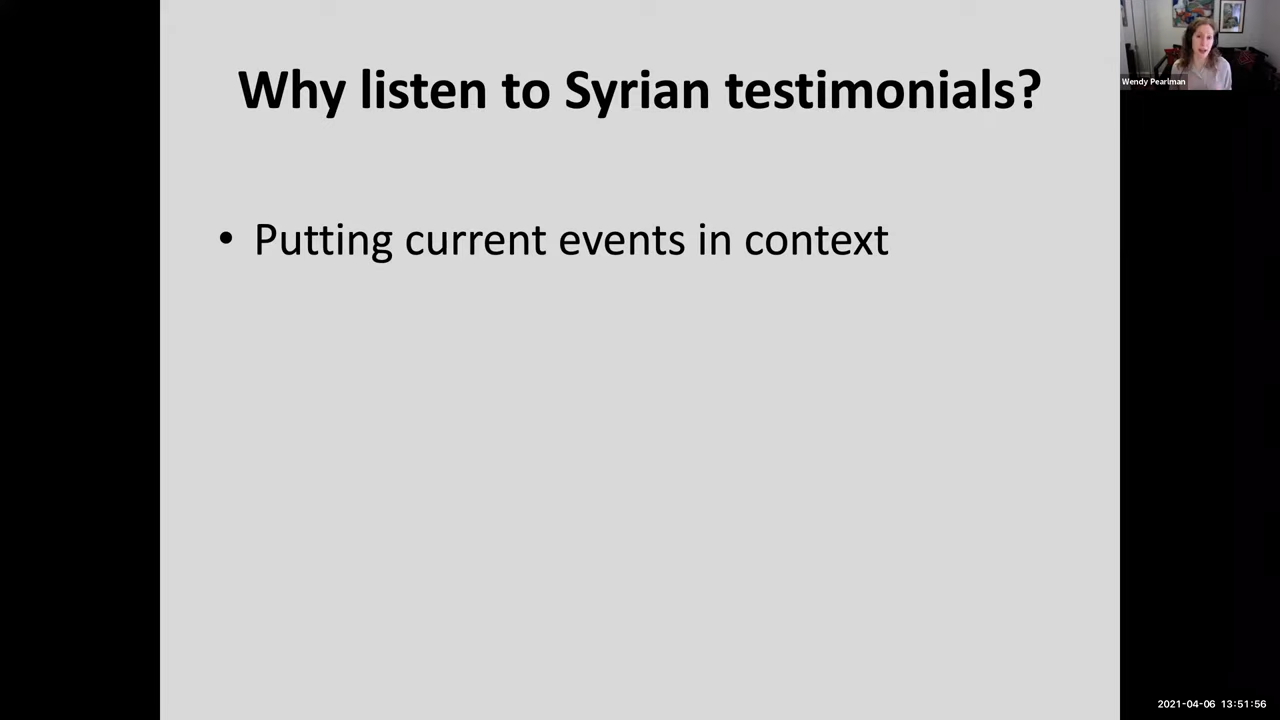 Why listen to Syrian testimonials?
• Putting current events in context
Wendy Pearlman
2021-04-06 13:51:56